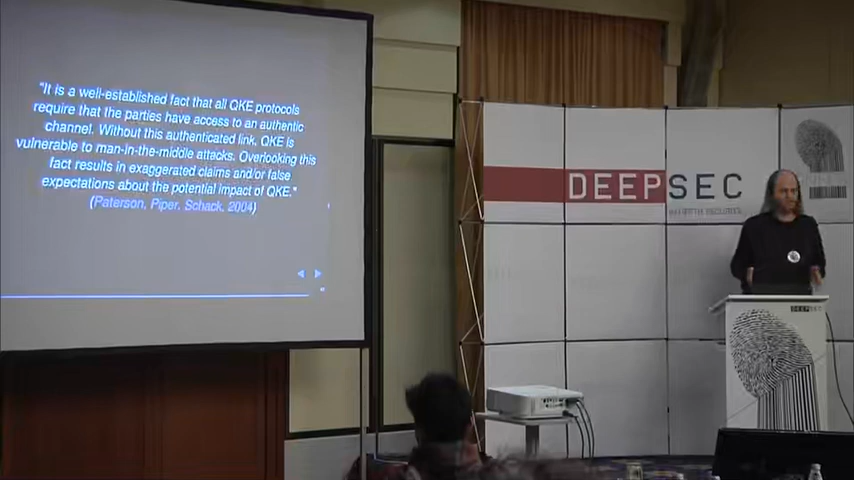 "It is a well-established fact that all QKE protocols
require that the parties have access to an authentic
channel. Without this authenticated link, QKE is
vulnerable to man-in-the-middle attacks. Overlooking this
fact results in exaggerated claims and/or false
expectations about the potential impact of QKE."
(Paterson, Piper, Schack, 2004)
DEEPSEC
DEEPSEC